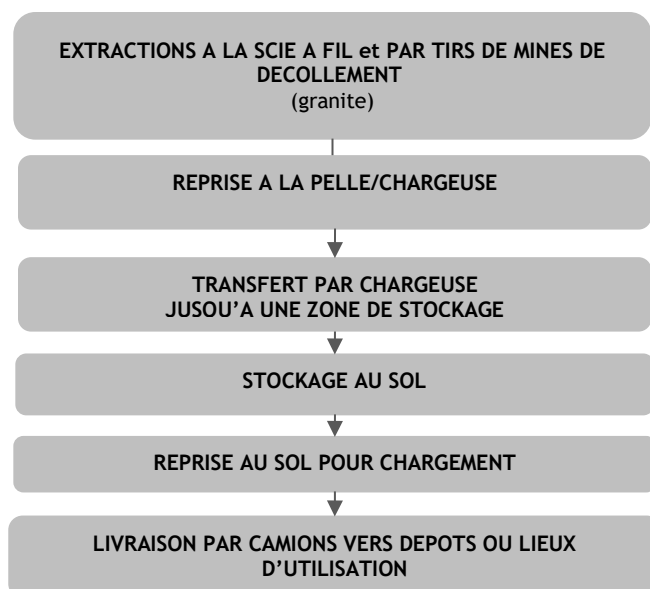 EXTRACTIONS A LA SCIE A FIL et PAR TIRS DE MINES DE
DECOLLEMENT
(granite)
REPRISE A LA PELLE/CHARGEUSE
TRANSFERT PAR CHARGEUSE
JUSQU’A UNE ZONE DE STOCKAGE
STOCKAGE AU SOL
REPRISE AU SOL POUR CHARGEMENT
LIVRAISON PAR CAMIONS VERS DEPOTS OU LIEUX
D’UTILISATION